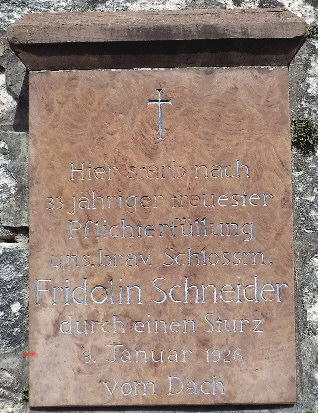 Hier starb nach
33 jähriger treuester
Pflichterfüllung
uns. brav. Schlossm.
Fridolin Schneider
durch einen Sturz
9. Januar 1926
vom Dach